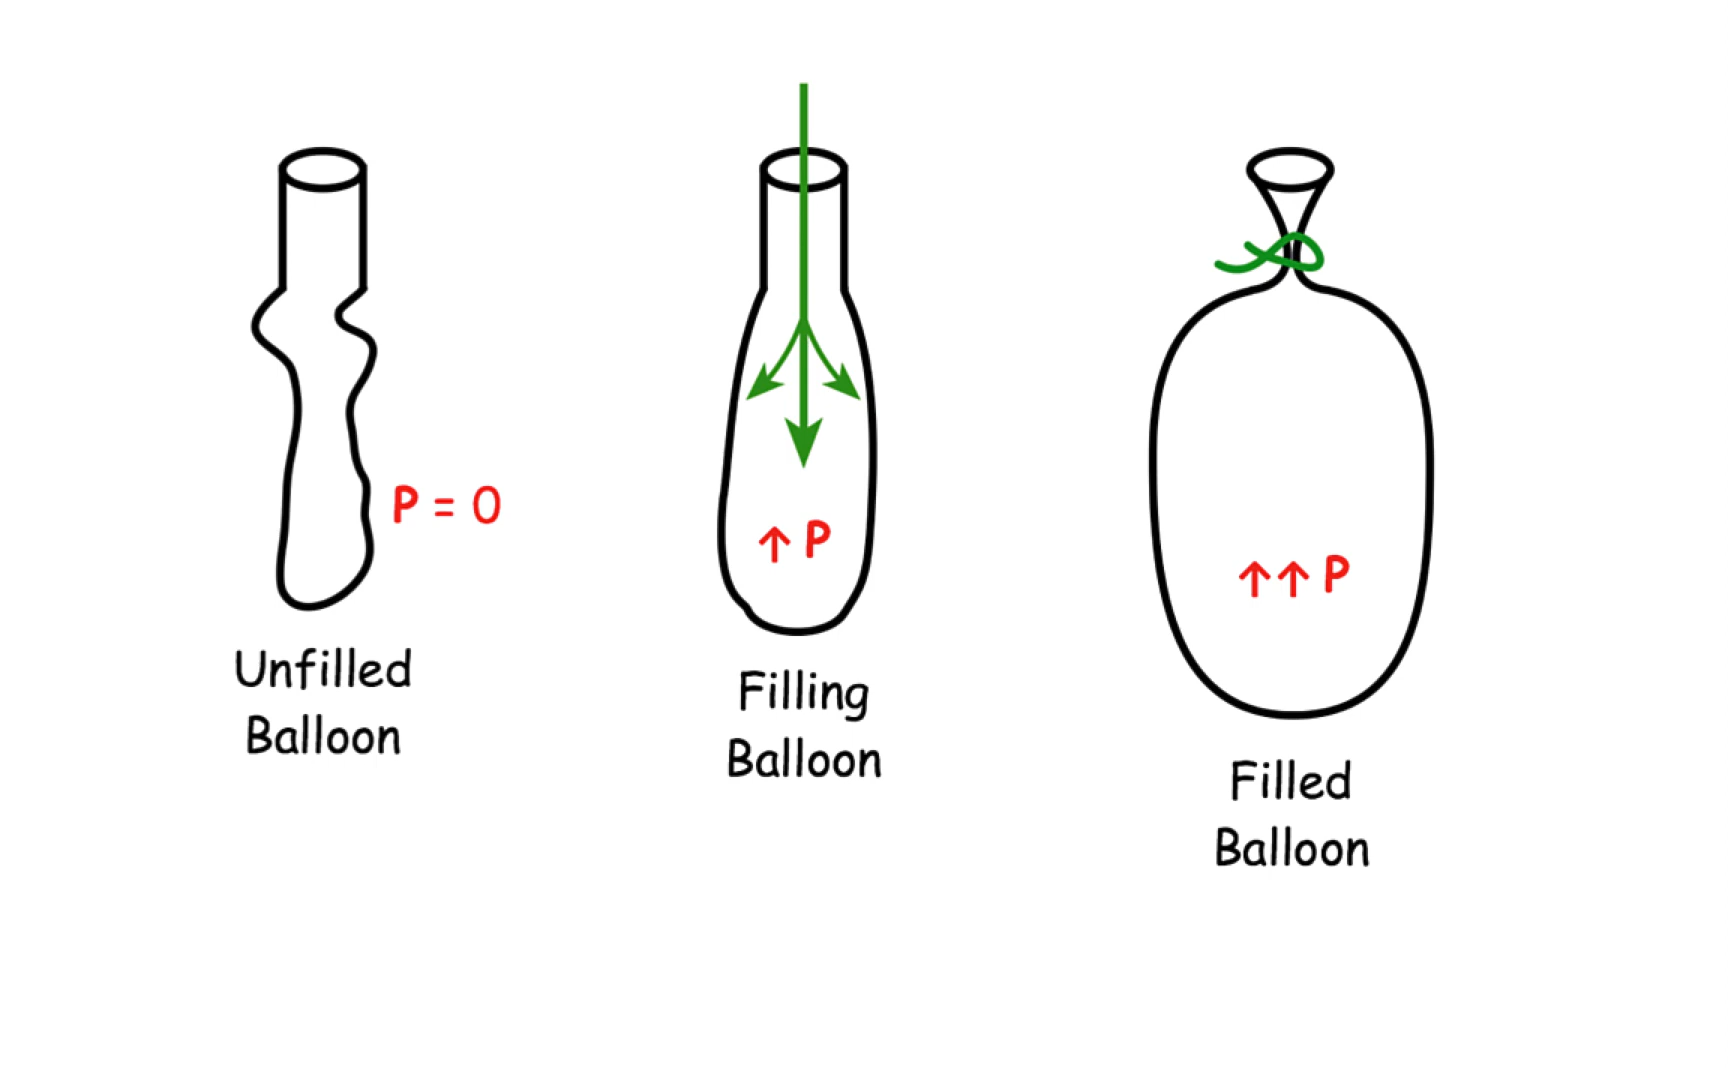 P = 0
Unfilled
Balloon
↑ P
Filling
Balloon
↑↑ P
Filled
Balloon